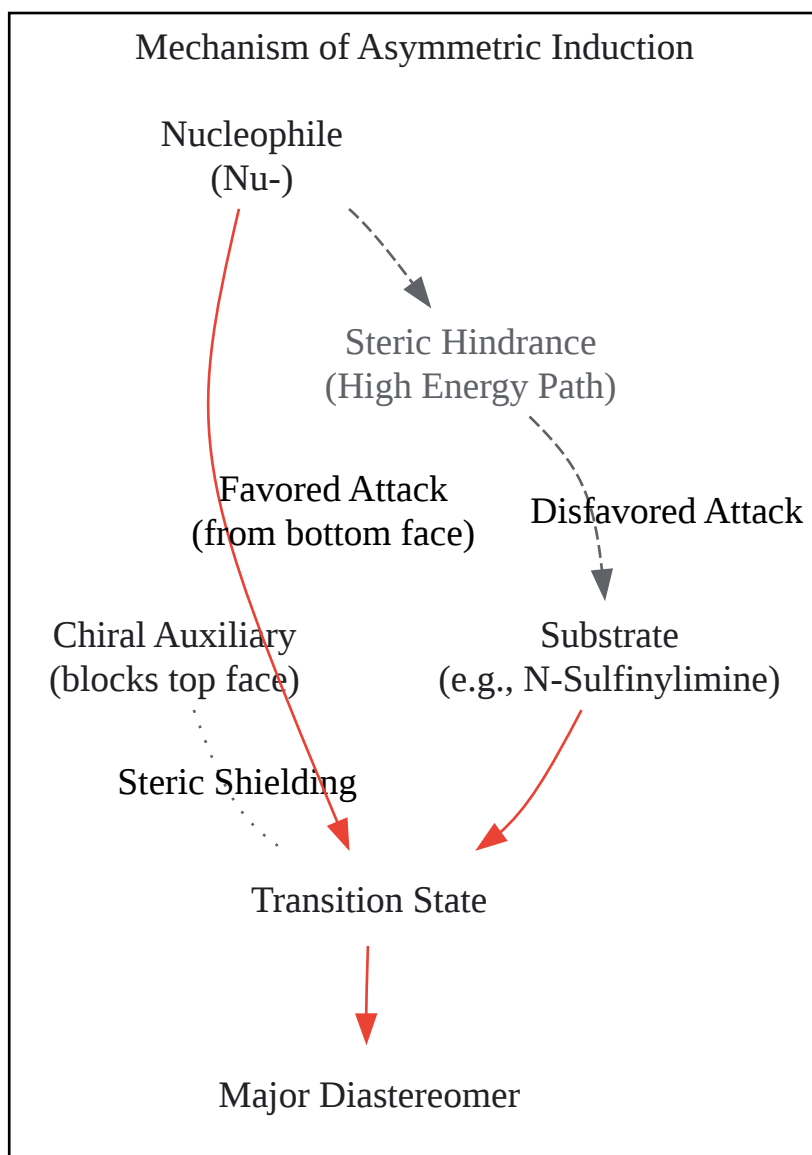 Mechanism of Asymmetric Induction
Nucleophile
(Nu-)
Steric Hindrance
(High Energy Path)
Favored Attack
(from bottom face)
Disfavored Attack
Chiral Auxiliary
(blocks top face)
Substrate
(e.g., N-Sulfinylimine)
Steric Shielding
Transition State
Major Diastereomer